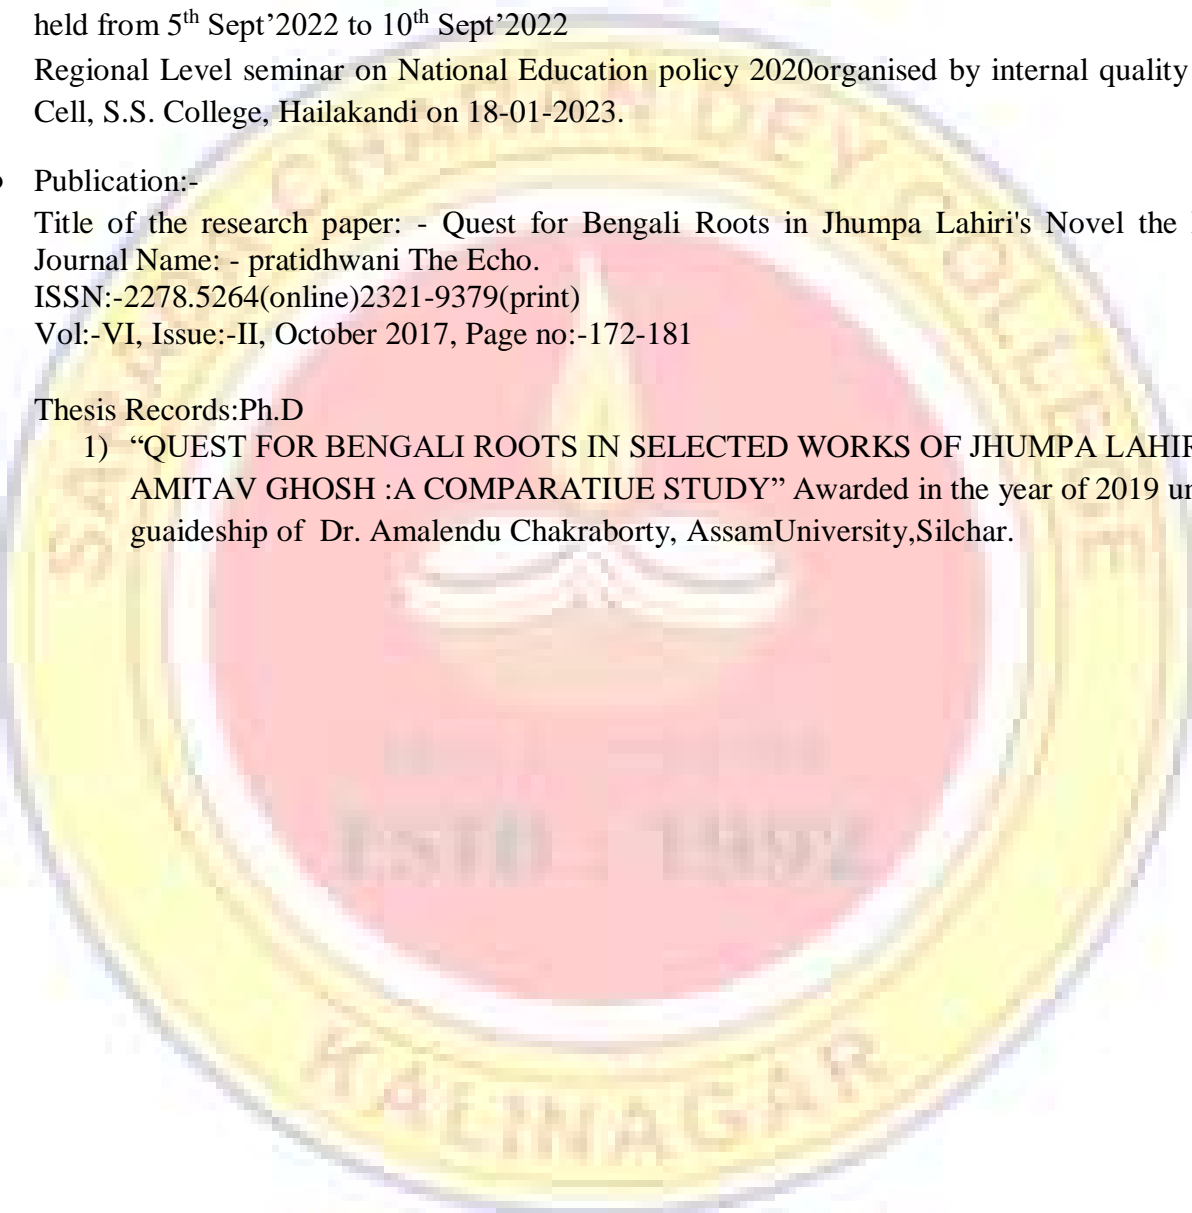 held from 5th Sept’2022 to 10th Sept’2022
Regional Level seminar on National Education policy 2020organised by internal quality
Cell, S.S. College, Hailakandi on 18-01-2023.
• Publication:-
Title of the research paper: - Quest for Bengali Roots in Jhumpa Lahiri's Novel the
Journal Name: - pratidhwani The Echo.
ISSN:-2278.5264(online)2321-9379(print)
Vol:-VI, Issue:-II, October 2017, Page no:-172-181
Thesis Records:Ph.D
1) “QUEST FOR BENGALI ROOTS IN SELECTED WORKS OF JHUMPA LAHIR
AMITAV GHOSH :A COMPARATIUE STUDY” Awarded in the year of 2019 un
guaideship of Dr. Amalendu Chakraborty, AssamUniversity,Silchar.
DEY COLLEGE
ESTD 1992
KALINAGAR